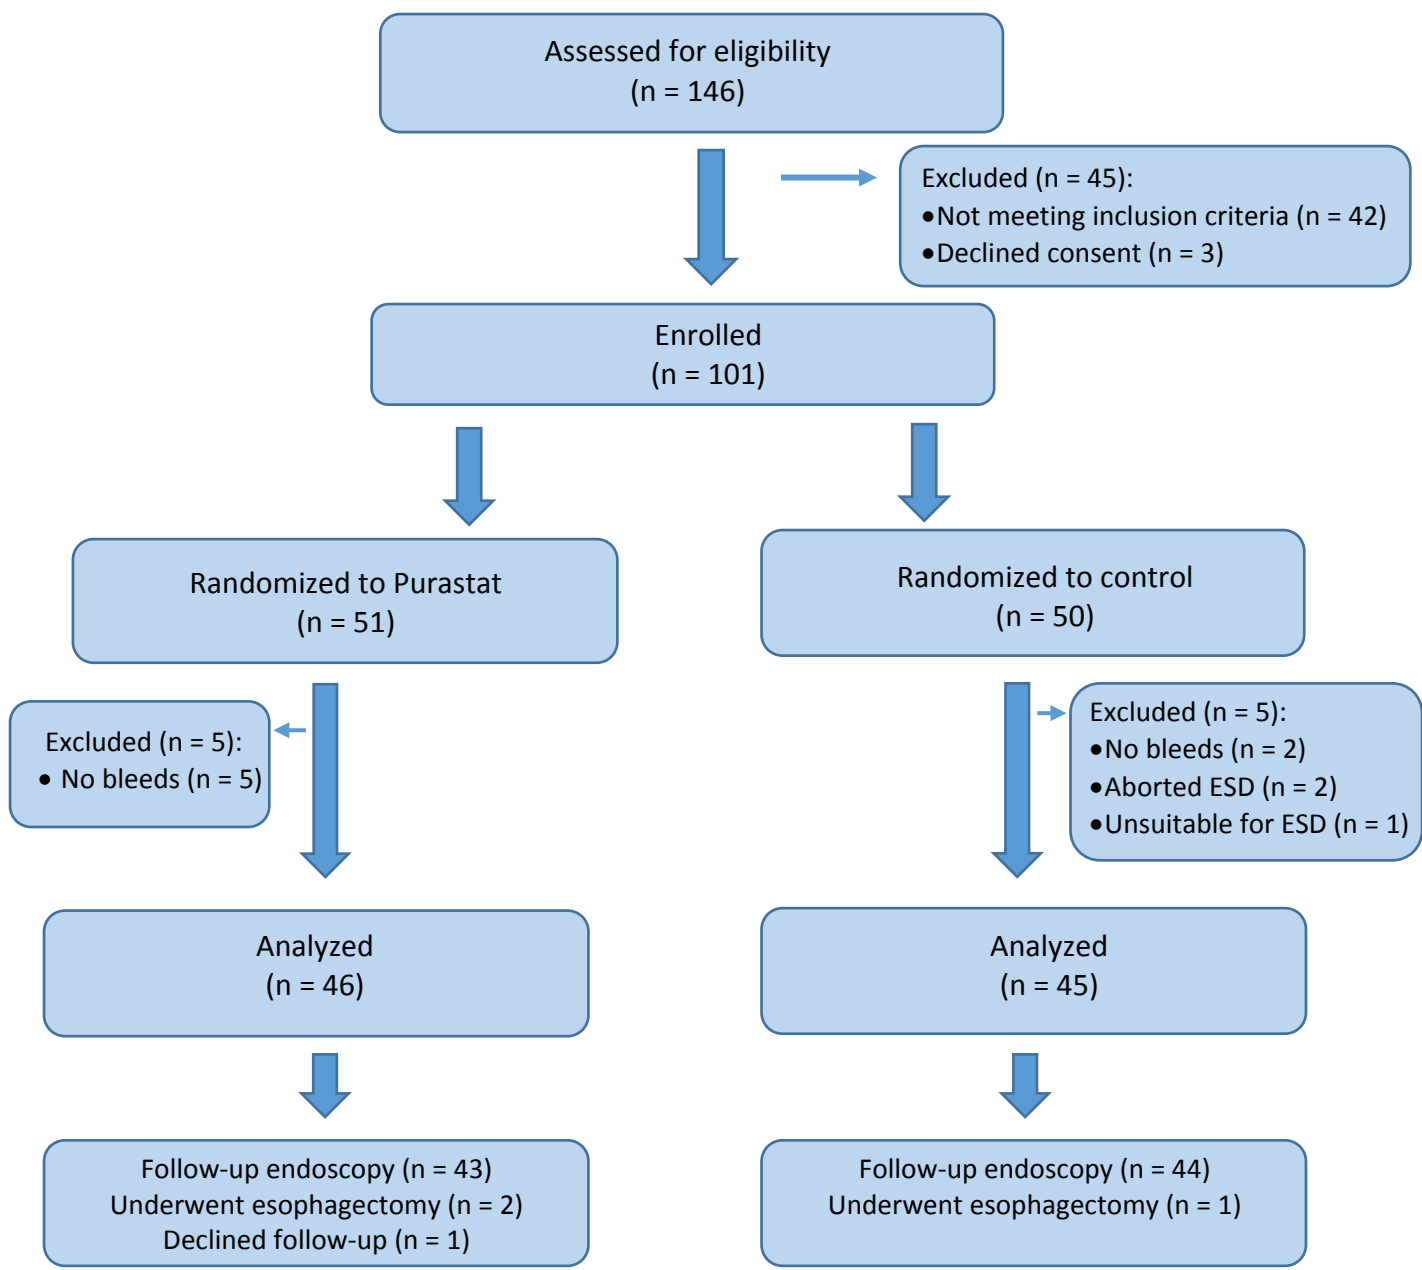 Assessed for eligibility
(n = 146)
Excluded (n = 45):
•Not meeting inclusion criteria (n = 42)
•Declined consent (n = 3)
Enrolled
(n = 101)
Randomized to Purastat
(n = 51)
Randomized to control
(n = 50)
Excluded (n = 5):
• No bleeds (n = 5)
Excluded (n = 5):
•No bleeds (n = 2)
•Aborted ESD (n = 2)
•Unsuitable for ESD (n = 1)
Analyzed
(n = 46)
Analyzed
(n = 45)
Follow-up endoscopy (n = 43)
Underwent esophagectomy (n = 2)
Declined follow-up (n = 1)
Follow-up endoscopy (n = 44)
Underwent esophagectomy (n = 1)